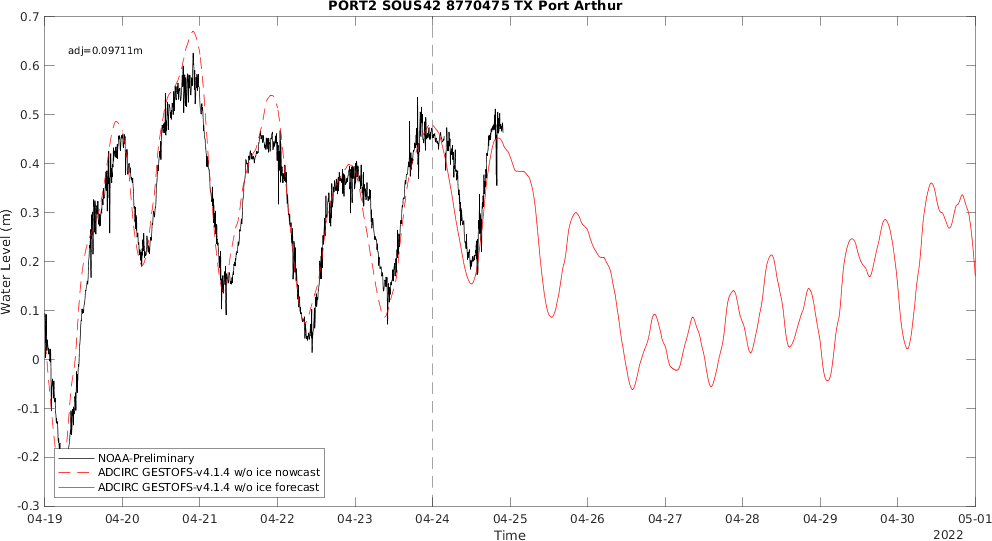 PORT2 SOUS42 8770475 TX Port Arthur
adj=0.09711m
0.7
0.6
0.5
0.4
0.3
0.2
0.1
0
-0.1
-0.2
-0.3
Water Level (m)
NOAA-Preliminary
ADCIRC GESTOFS-v4.1.4 w/o ice nowcast
ADCIRC GESTOFS-v4.1.4 w/o ice forecast
04-19 04-20 04-21 04-22 04-23 04-24 04-25 04-26 04-27 04-28 04-29 04-30 05-01
Time
2022